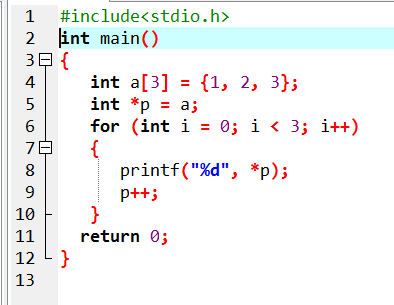 1 #include<stdio.h>
2 int main()
3 {
4 int a[3] = {1, 2, 3};
5 int *p = a;
6 for (int i = 0; i < 3; i++)
7 {
8 printf("%d", *p);
9 p++;
10 }
11 return 0;
12 }
13